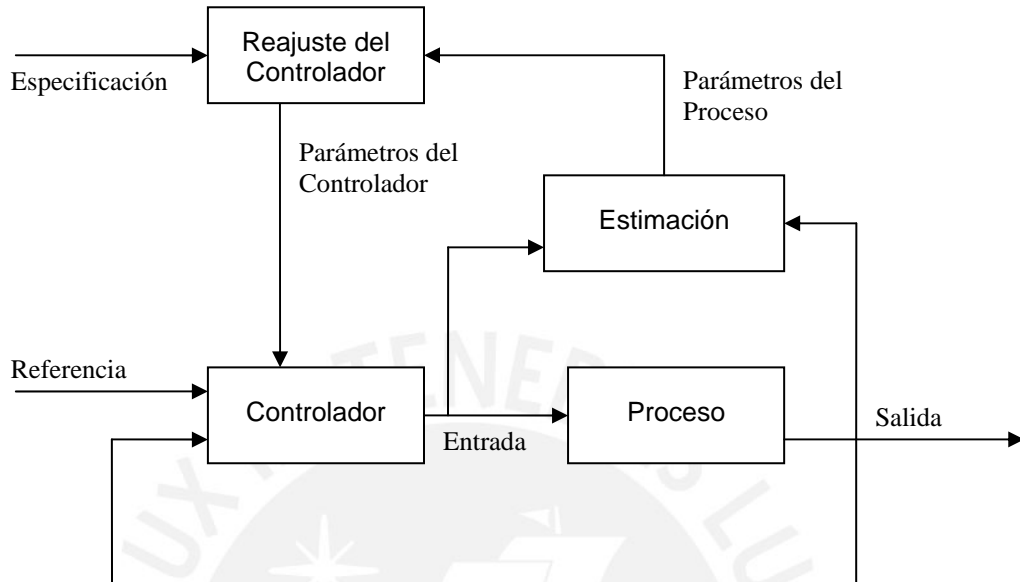 Reajuste del
Controlador
Especificación
Parámetros del
Proceso
Parámetros del
Controlador
Estimación
Referencia
Controlador
Proceso
Entrada
Salida